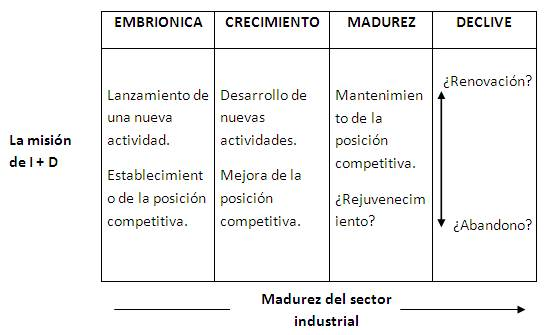 EMBRIONICA CRECIMIENTO MADUREZ DECLIVE
La misión
de I + D
Lanzamiento de
una nueva
actividad.
Establecimient
o de la posición
competitiva.
Desarrollo de
nuevas
actividades.
Mejora de la
posición
competitiva.
Mantenimien
to de la
posición
competitiva.
¿Rejuvenecim
iento?
¿Renovación?
¿Abandono?
Madurez del sector
industrial